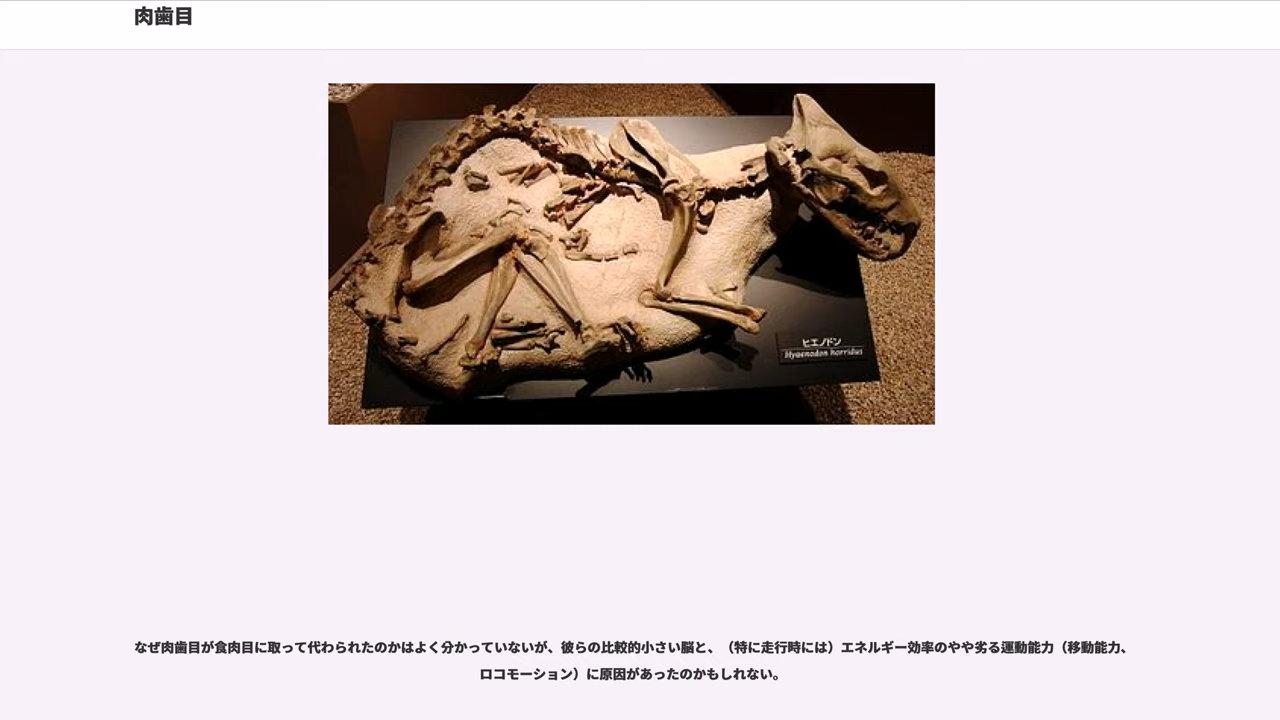 肉歯目
ヒエノドン
Hyaenodon horridus
なぜ肉歯目が食肉目に取って代わられたのかはよく分かっていないが、彼らの比較的小さい脳と、（特に走行時には）エネルギー効率のやや劣る運動能力（移動能力、
ロコモーション）に原因があったのかもしれない。